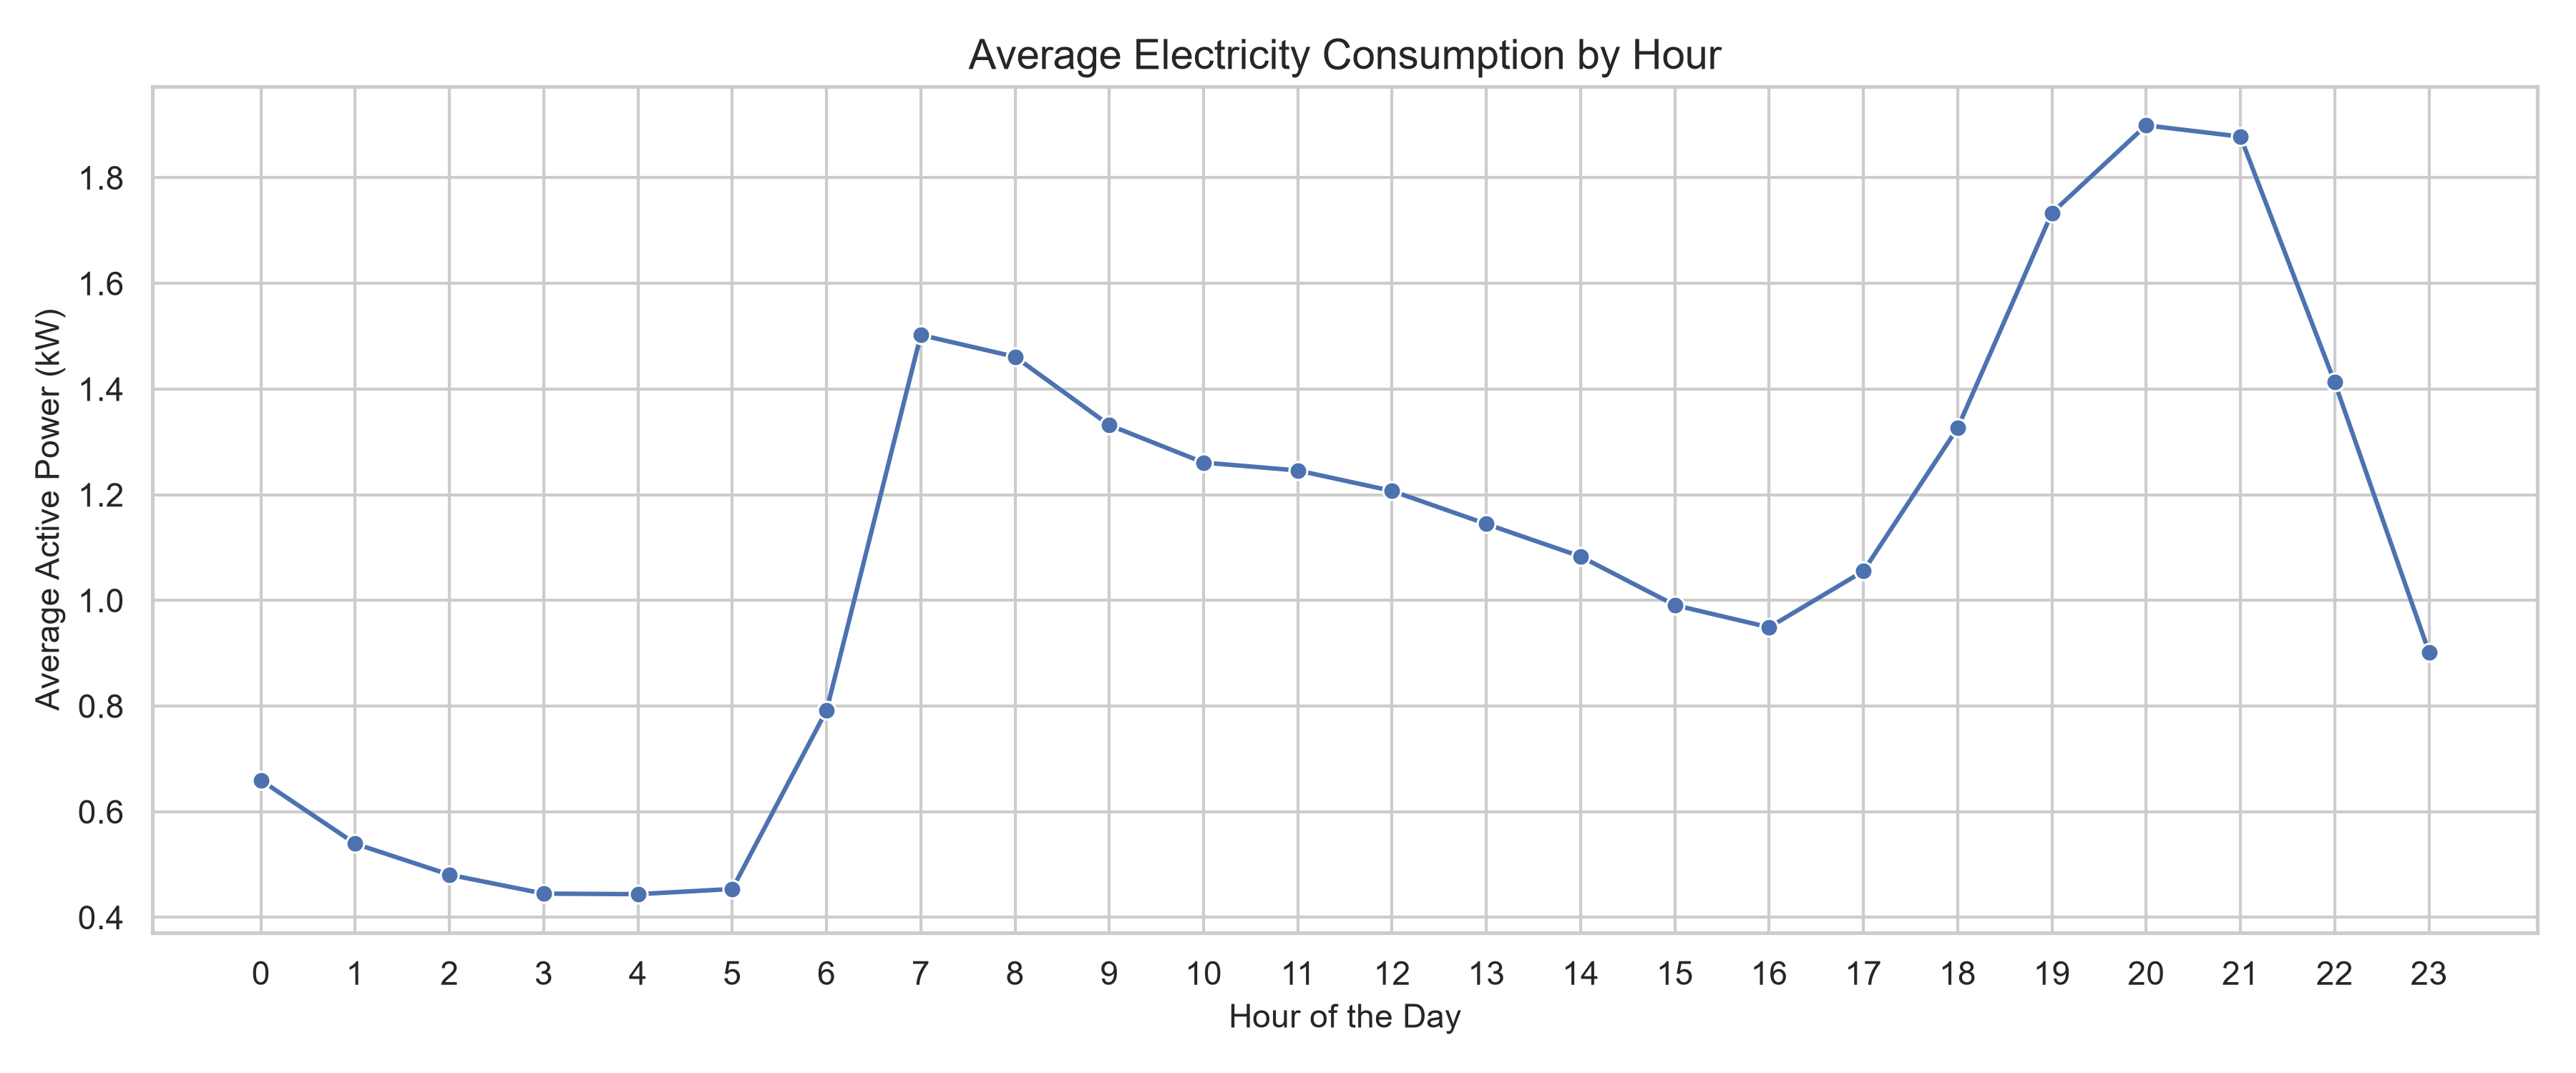 Average Electricity Consumption by Hour
Average Active Power (kW)
1.8
1.6
1.4
1.2
1.0
0.8
0.6
0.4
0 1 2 3 4 5 6 7 8 9 10 11 12 13 14 15 16 17 18 19 20 21 22 23
Hour of the Day